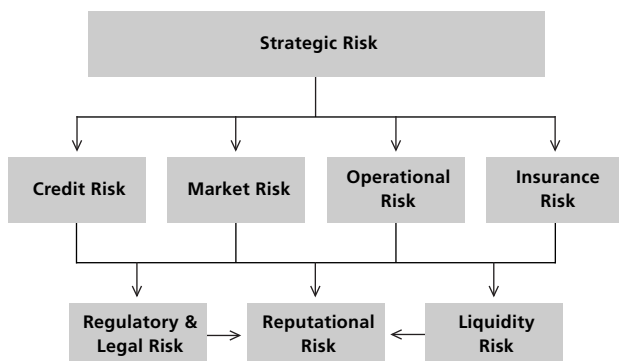 Strategic Risk
Credit Risk
Market Risk
Operational
Risk
Insurance
Risk
Regulatory &
Legal Risk
Reputational
Risk
Liquidity
Risk